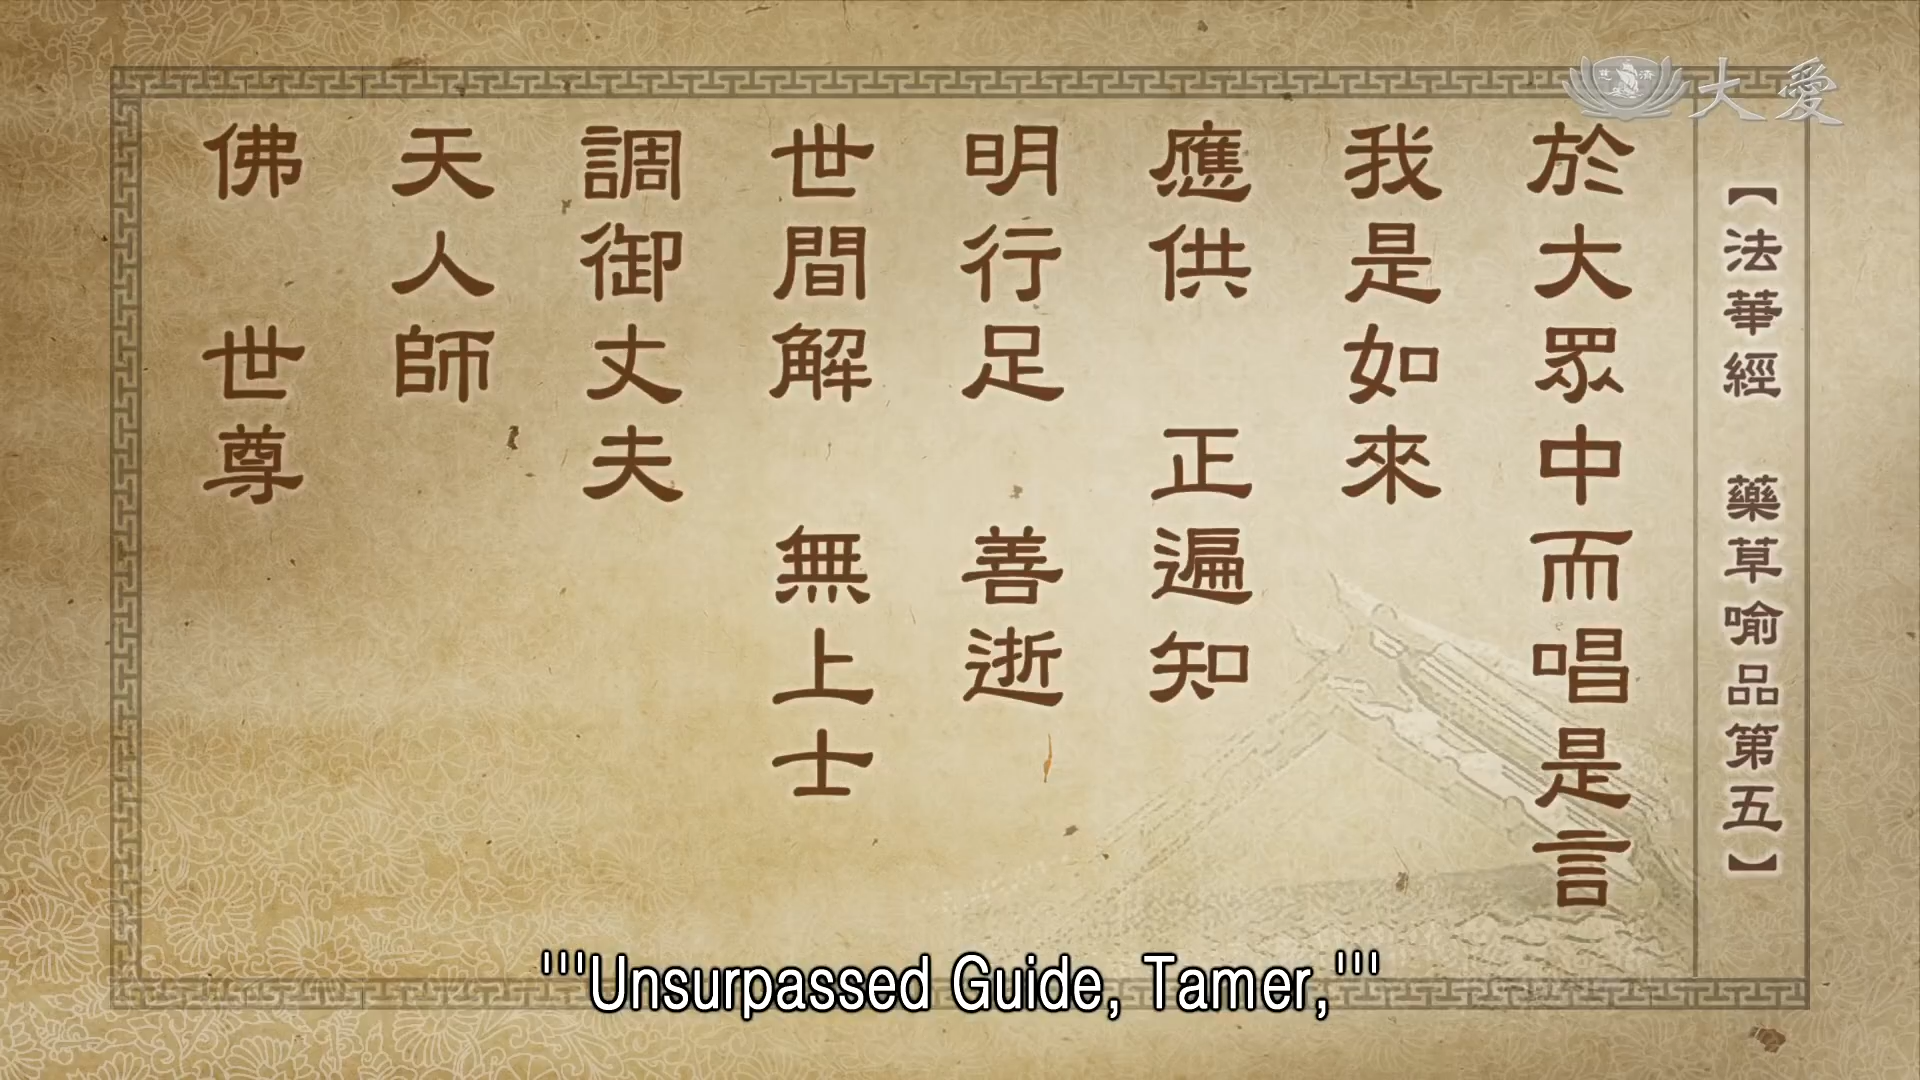 大愛
慈濟
【法華經 藥草喻品第五】
於大眾中而唱是言
我是如來
應供 正遍知
明行足 善逝
世間解 無上士
調御丈夫
天人師
佛 世尊
'''Unsurpassed Guide, Tamer,'''